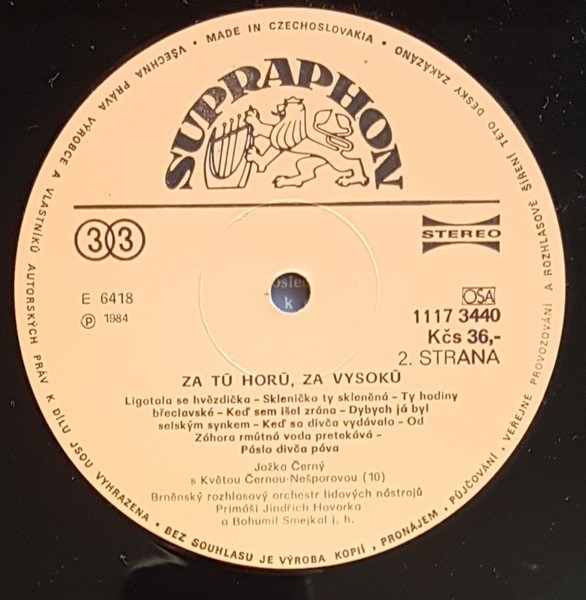 VŠECHNA PRÁVA VÝROBCE A VLASTNÍKŮ AUTORSKÝCH PRÁV K DÍLU JSOU VYHRAZENA • BEZ SOUHLASU JE VÝROBA KOPIÍ, PRONÁJEM, PŮJČOVÁNÍ, VEŘEJNÉ PROVOZOVÁNÍ A ROZHLASOVÉ ŠÍŘENÍ TÉTO DESKY ZAKÁZÁNO • MADE IN CZECHOSLOVAKIA •
SUPRAPHON
33
STEREO
E 6418
OSA
℗ 1984
1117 3440
Kčs 36,-
2. STRANA
ZA TŮ HORŮ, ZA VYSOKŮ
Ligotala se hvězdička - Skleničko ty skleněná - Ty hodiny
břeclavské - Keď sem išel zrána - Dybych já byl
selským synkem - Keď sa divča vydávalo - Od
Záhora rmútná voda pretekává -
Páslo divča páva
Jožka Černý
s Květou Černou-Nešporovou (10)
Brněnský rozhlasový orchestr lidových nástrojů
Primáši Jindřich Hovorka
a Bohumil Smejkal j. h.